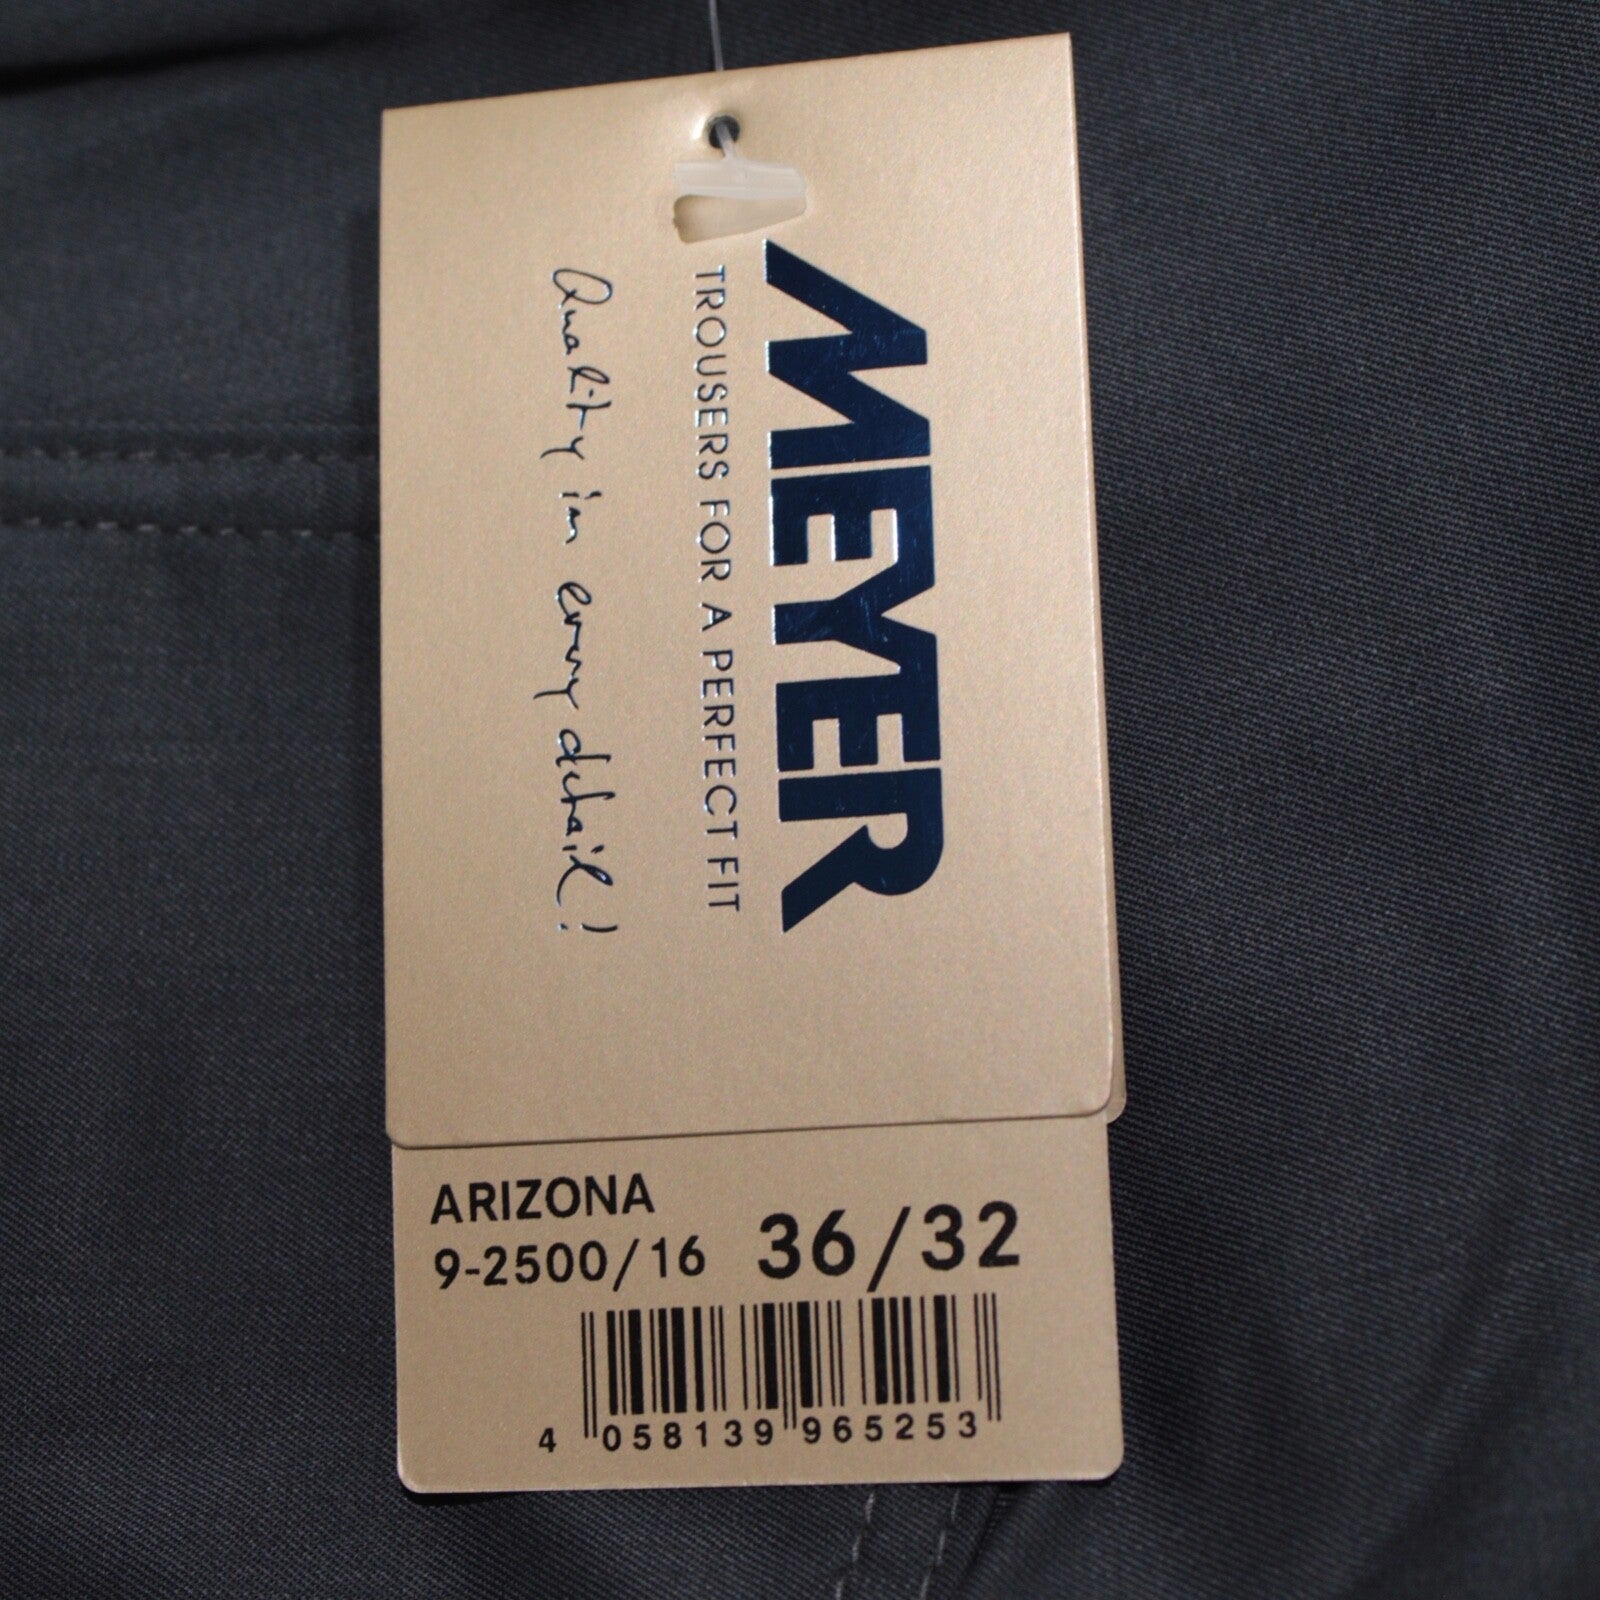 MEYER
TROUSERS FOR A PERFECT FIT
Quality in every detail!
ARIZONA
9-2500/16 36/32
4 058139 965253